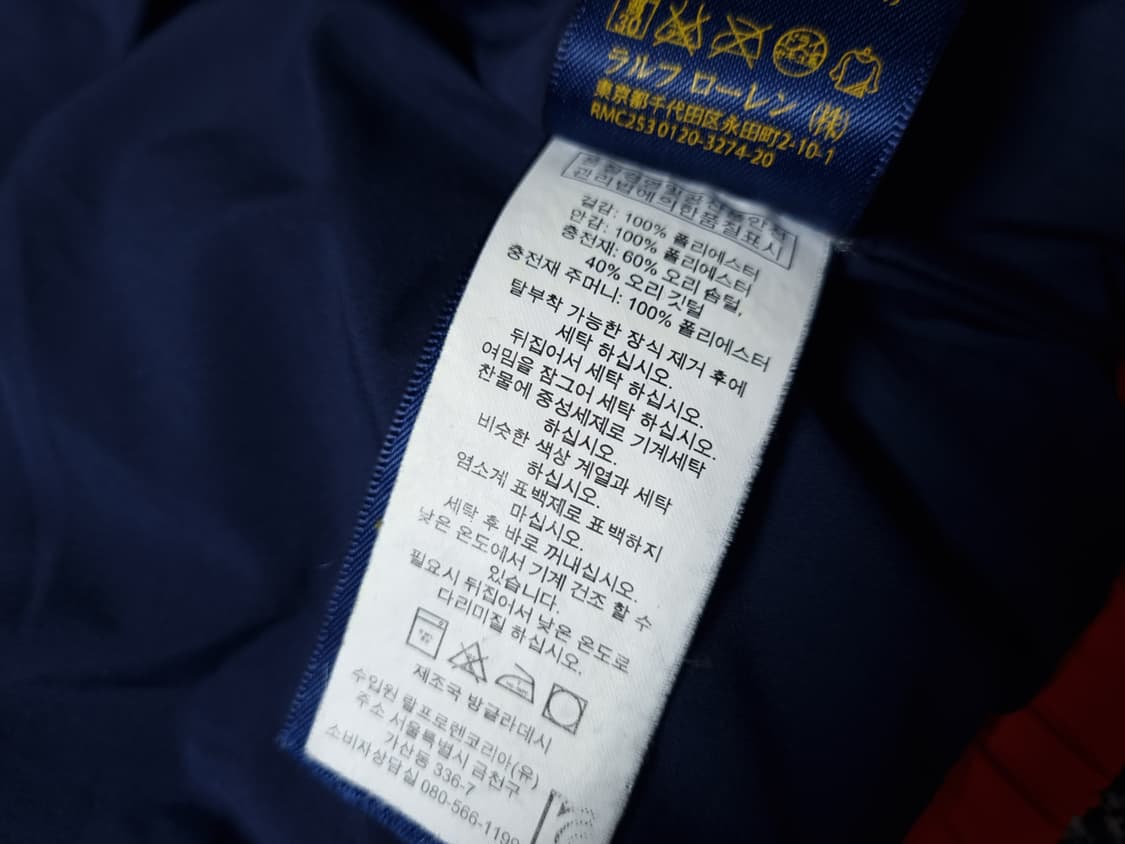 ラルフ ローレン (株)
東京都千代田区永田町2-10-1
RMC253 0120-3274-20
관리법에의한품질표시
겉감: 100% 폴리에스터
안감: 100% 폴리에스터
충전재: 60% 오리 솜털,
40% 오리 깃털
충전재 주머니: 100% 폴리에스터
탈부착 가능한 장식 제거 후에
세탁 하십시오.
뒤집어서 세탁 하십시오.
여밈을 잠그어 세탁 하십시오.
찬물에 중성세제로 기계세탁
하십시오.
비슷한 색상 계열과 세탁
하십시오.
염소계 표백제로 표백하지
마십시오.
세탁 후 바로 꺼내십시오.
낮은 온도에서 기계 건조 할 수
있습니다.
필요시 뒤집어서 낮은 온도로
다리미질 하십시오.
제조국 방글라데시
수입원 랄프로렌코리아(유)
주소 서울특별시 금천구
가산동 336-7
소비자상담실 080-566-1199